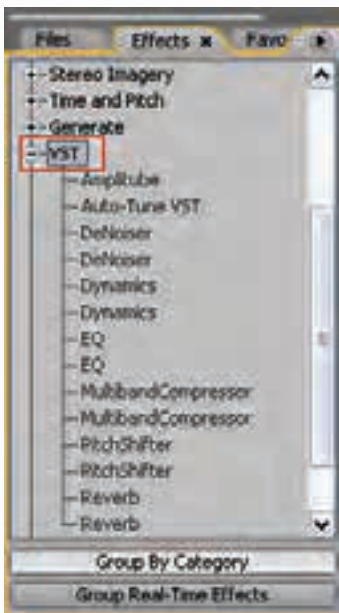 Files Effects Favo
Stereo Imagery
Time and Pitch
Generate
VST
Amplitube
Auto-Tune VST
DeNoiser
DeNoiser
Dynamics
Dynamics
EQ
EQ
MultibandCompressor
MultibandCompressor
PitchShifter
PitchShifter
Reverb
Reverb
Group By Category
Group Real-Time Effects